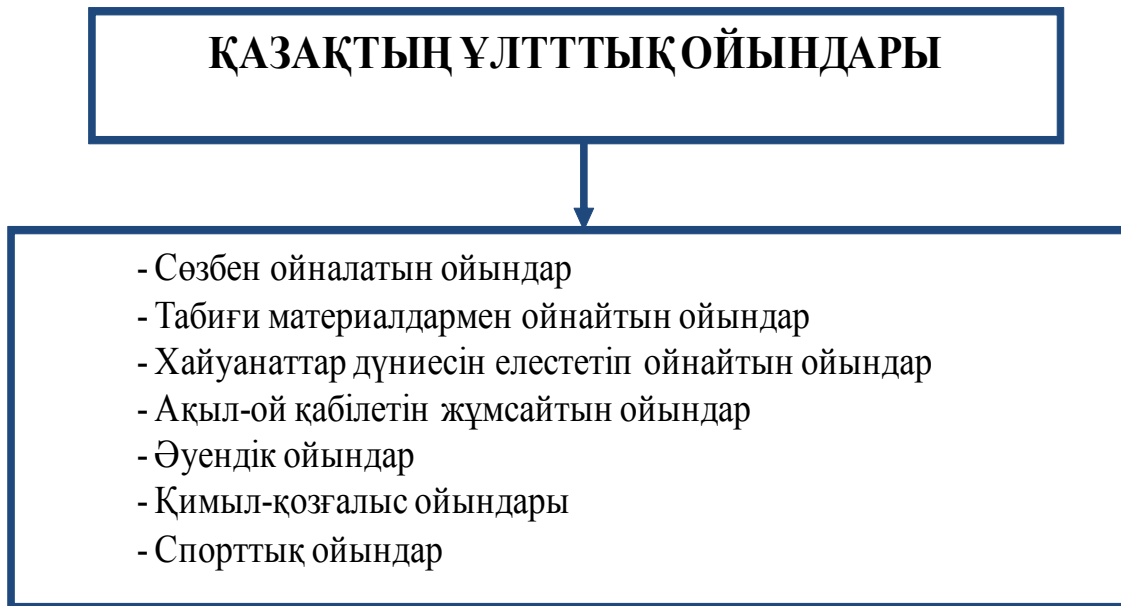 ҚАЗАҚТЫҢ ҰЛТТТЫҚ ОЙЫНДАРЫ
- Сөзбен ойналатын ойындар
- Табиғи материалдармен ойнайтын ойындар
- Хайуанаттар дүниесін елестетіп ойнайтын ойындар
- Ақыл-ой қабілетін жұмсайтын ойындар
- Әуендік ойындар
- Қимыл-қозғалыс ойындары
- Спорттық ойындар